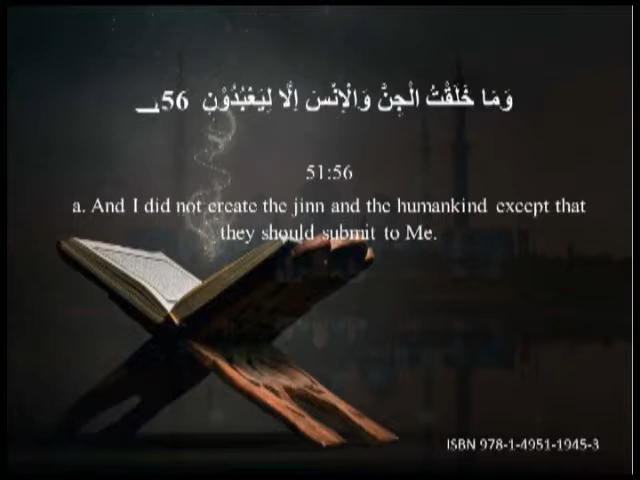 وَمَا خَلَقْتُ الْجِنَّ وَالْاِنْسَ اِلَّا لِيَعْبُدُوْنِ 56؀
51:56
a. And I did not create the jinn and the humankind except that
they should submit to Me.
ISBN 978-1-4951-1945-3